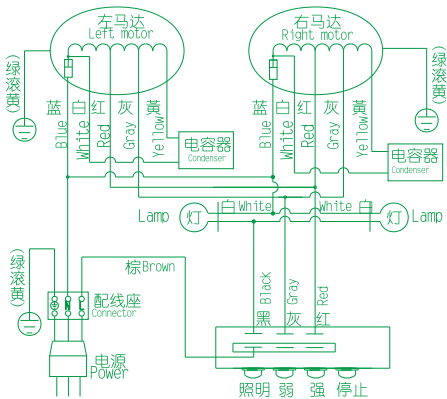 左马达
Left motor
右马达
Right motor
(绿滚黄)
(绿滚黄)
蓝 白 红 灰 黃
Blue
White
Red
Gray
Yellow
蓝 白 红 灰 黃
Blue
White
Red
Gray
Yellow
电容器
Condenser
电容器
Condenser
Lamp
灯
白 White
White 白
灯
Lamp
(绿滚黄)
棕Brown
Black
Gray
Red
黑 灰 红
N L
配线座
Connector
电源
Power
照明 弱 强 停止